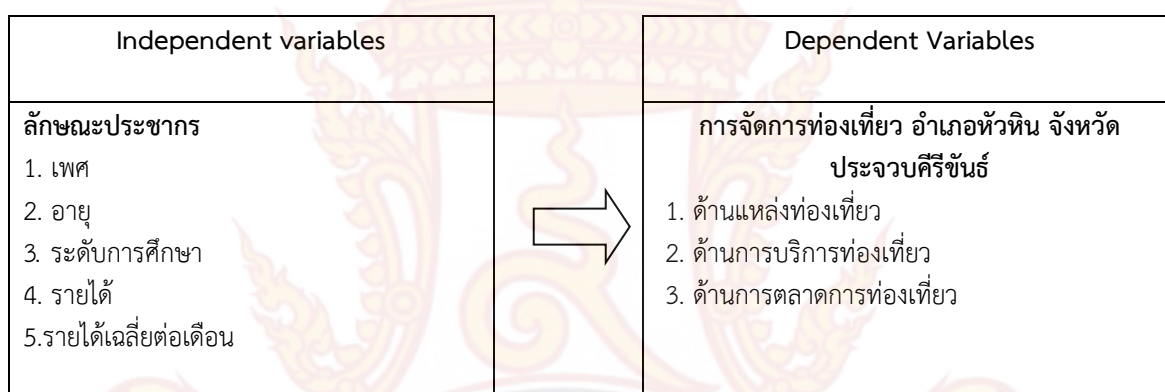 Independent variables
ลักษณะประชากร
1. เพศ
2. อายุ
3. ระดับการศึกษา
4. รายได้
5.รายได้เฉลี่ยต่อเดือน
Dependent Variables
การจัดการท่องเที่ยว อำเภอหัวหิน จังหวัด
ประจวบคีรีขันธ์
1. ด้านแหล่งท่องเที่ยว
2. ด้านการบริการท่องเที่ยว
3. ด้านการตลาดการท่องเที่ยว